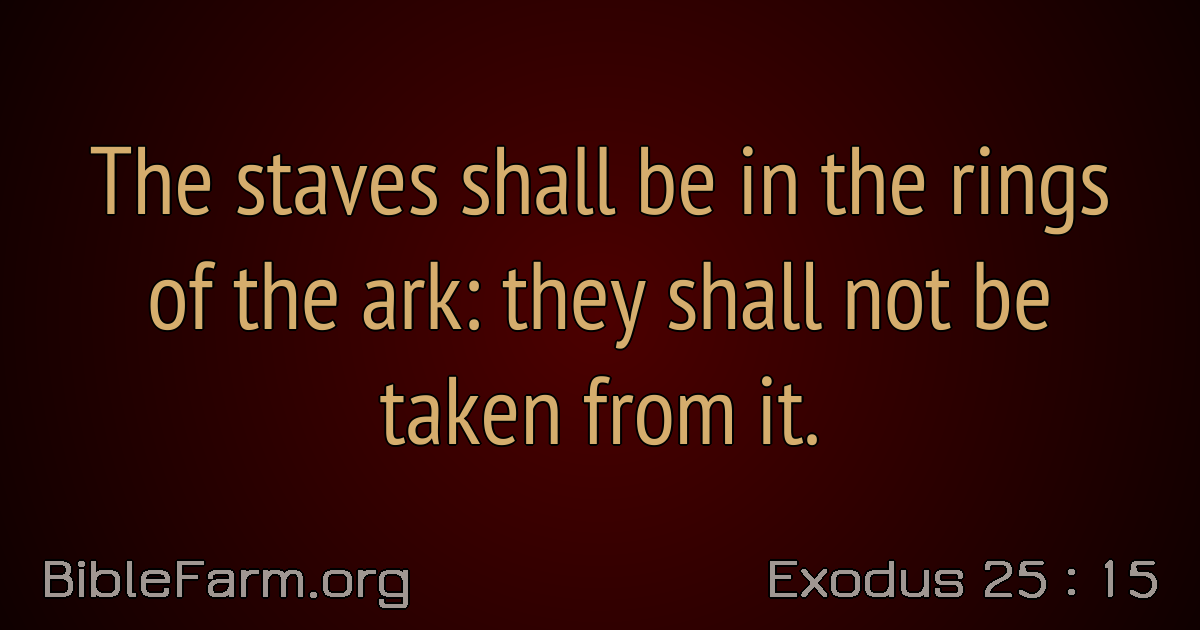 The staves shall be in the rings
of the ark: they shall not be
taken from it.
BibleFarm.org
Exodus 25 : 15